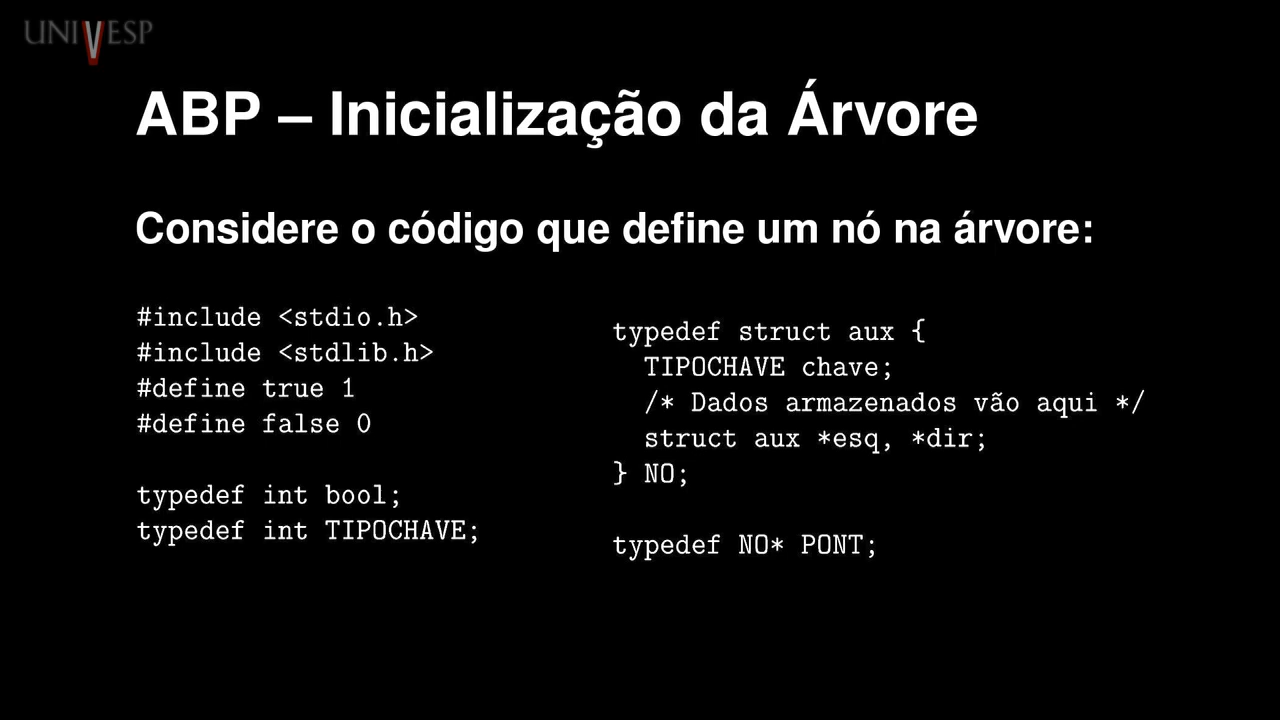 UNIVESP
ABP – Inicialização da Árvore
Considere o código que define um nó na árvore:
#include <stdio.h>
#include <stdlib.h>
#define true 1
#define false 0
typedef int bool;
typedef int TIPOCHAVE;
typedef struct aux {
TIPOCHAVE chave;
/* Dados armazenados vão aqui */
struct aux *esq, *dir;
} NO;
typedef NO* PONT;